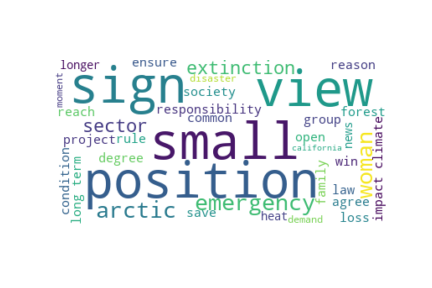 longer ensure extinction reason
moment sign disaster view
society
reach responsibility forest
common group
sector small open news
project rule california win woman impact climate
degree
condition long term position family law
emergency agree
arctic save heat demand loss